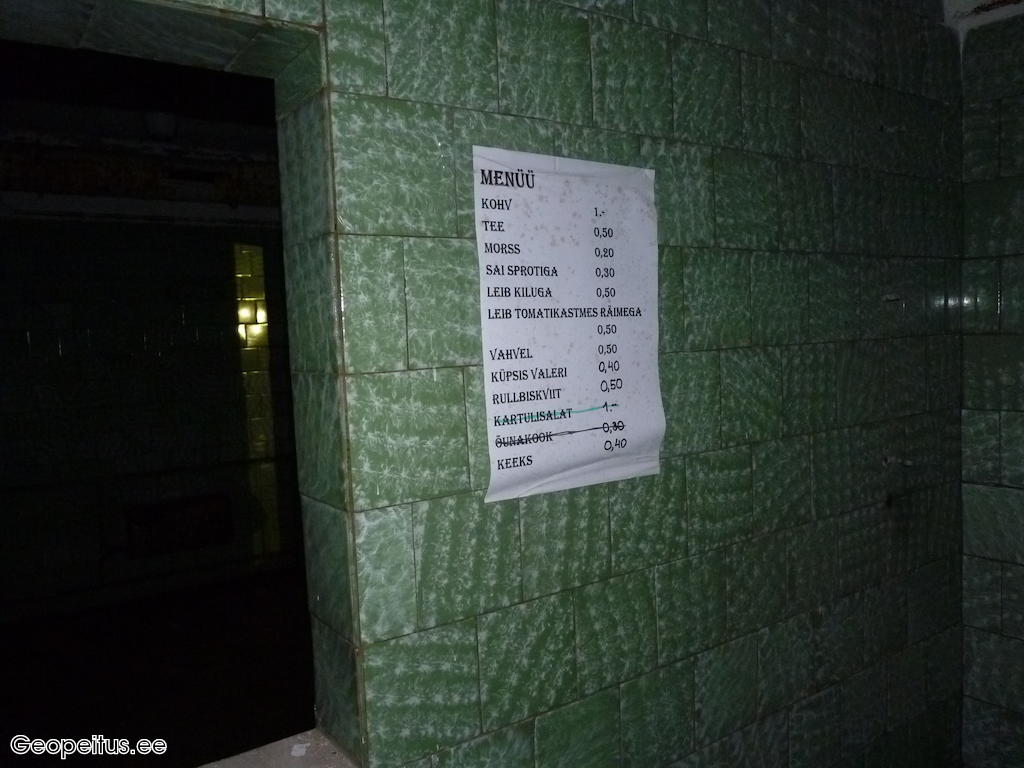 MENÜÜ
KOHV 1.-
TEE 0,50
MORSS 0,20
SAI SPROTIGA 0,30
LEIB KILUGA 0,50
LEIB TOMATIKASTMES RÄIMEGA
0,50
VAHVEL 0,50
KÜPSIS VALERI 0,40
RULLBISKVIIT 0,50
KARTULISALAT 1.-
ÕUNAKOOK 0,30
KEEKS 0,40
Geopeitus.ee